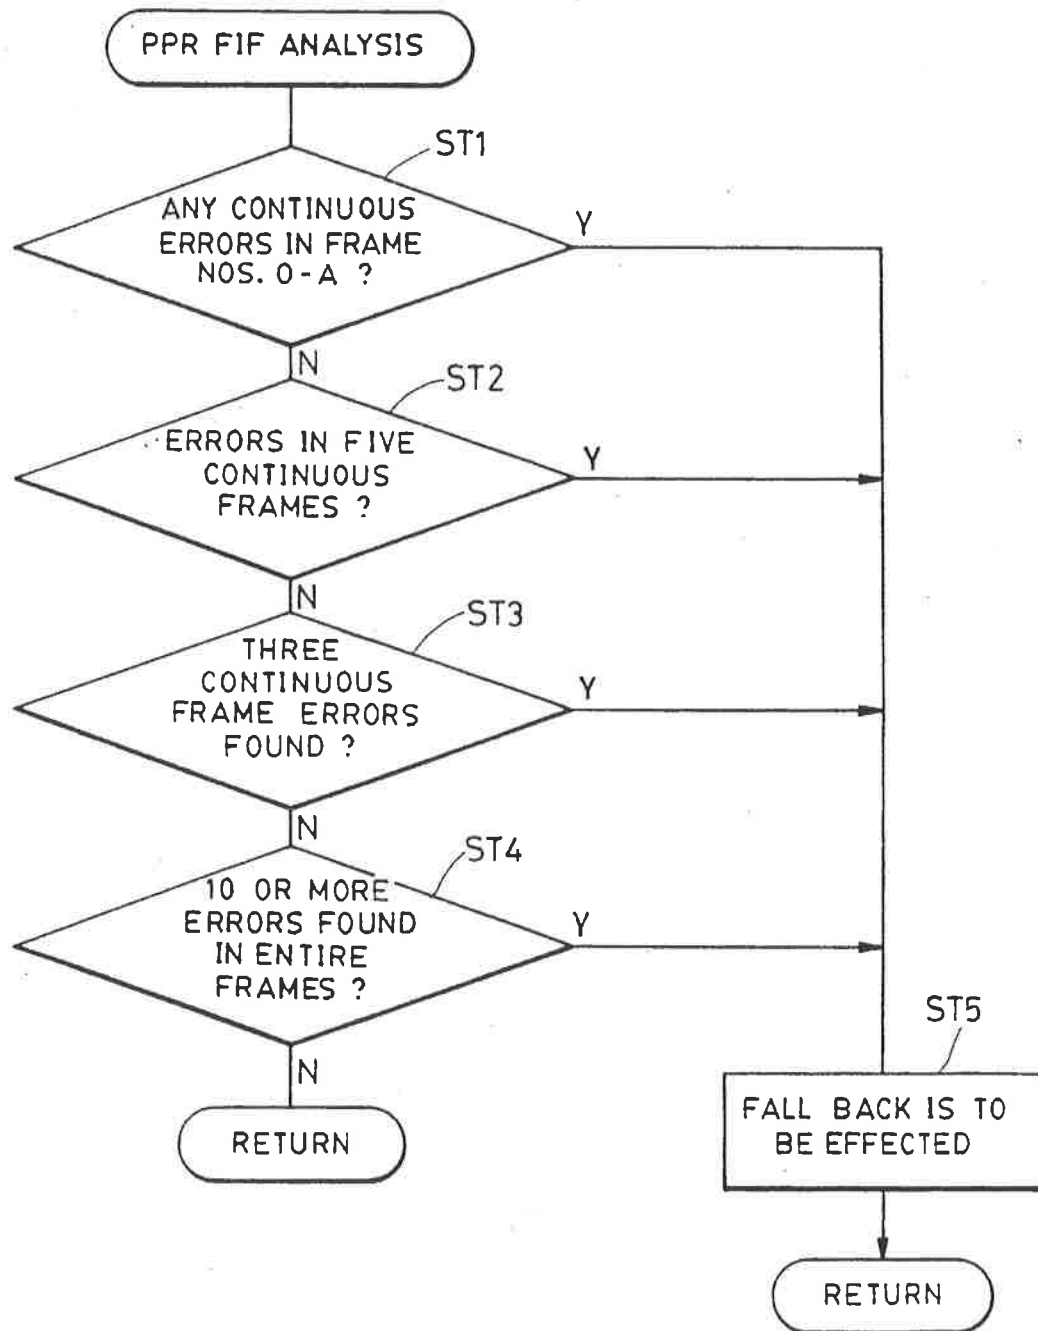 PPR FIF ANALYSIS
ST1
ANY CONTINUOUS
ERRORS IN FRAME
NOS. 0-A ?
Y
N
ST2
ERRORS IN FIVE
CONTINUOUS
FRAMES ?
Y
N
ST3
THREE
CONTINUOUS
FRAME ERRORS
FOUND ?
Y
N
ST4
10 OR MORE
ERRORS FOUND
IN ENTIRE
FRAMES ?
Y
N
RETURN
ST5
FALL BACK IS TO
BE EFFECTED
RETURN